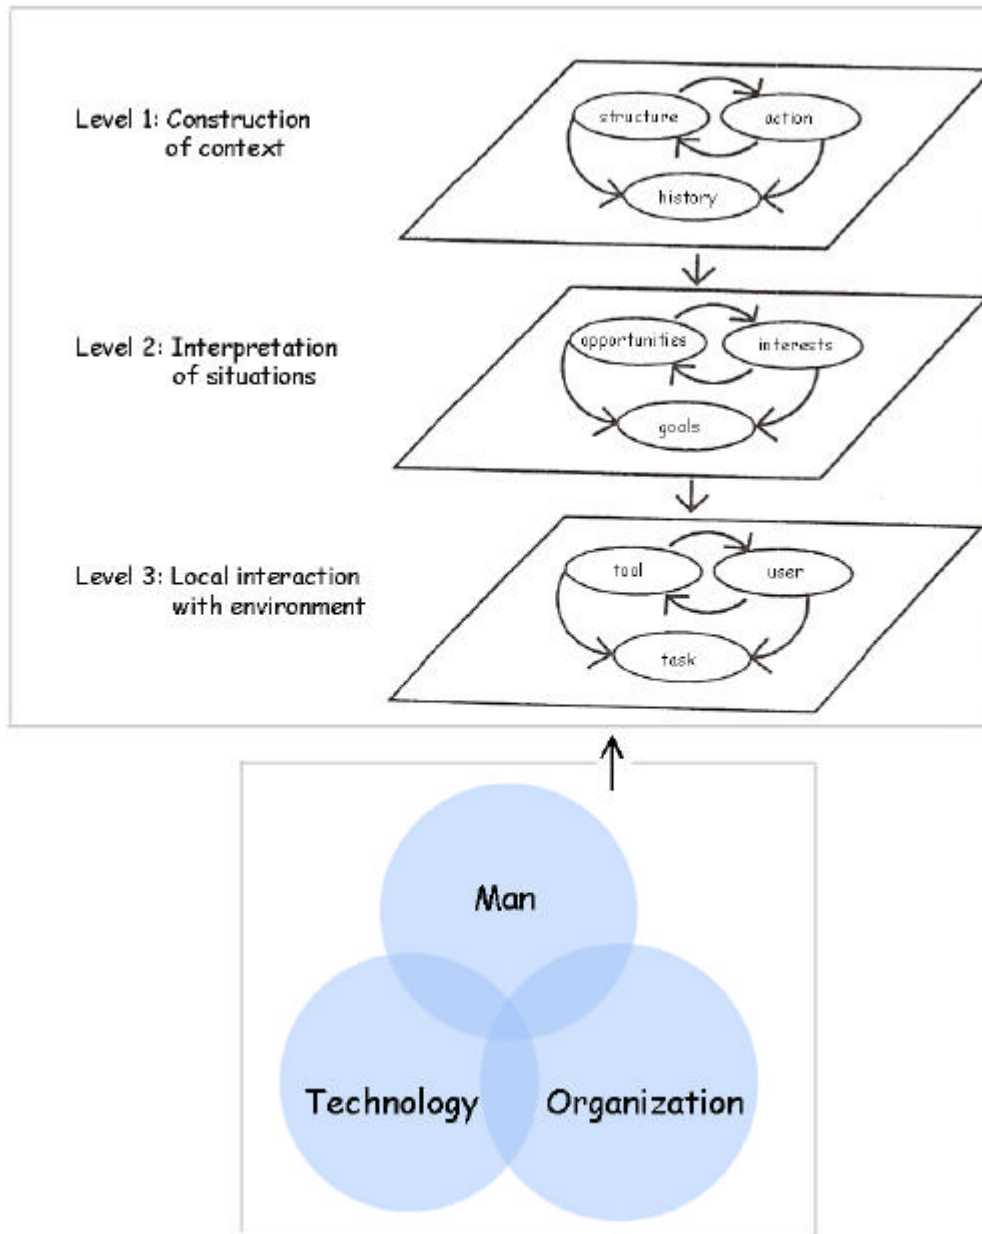 Level 1: Construction
of context
structure
action
history
Level 2: Interpretation
of situations
opportunities
interests
goals
Level 3: Local interaction
with environment
tool
user
task
Man
Technology
Organization